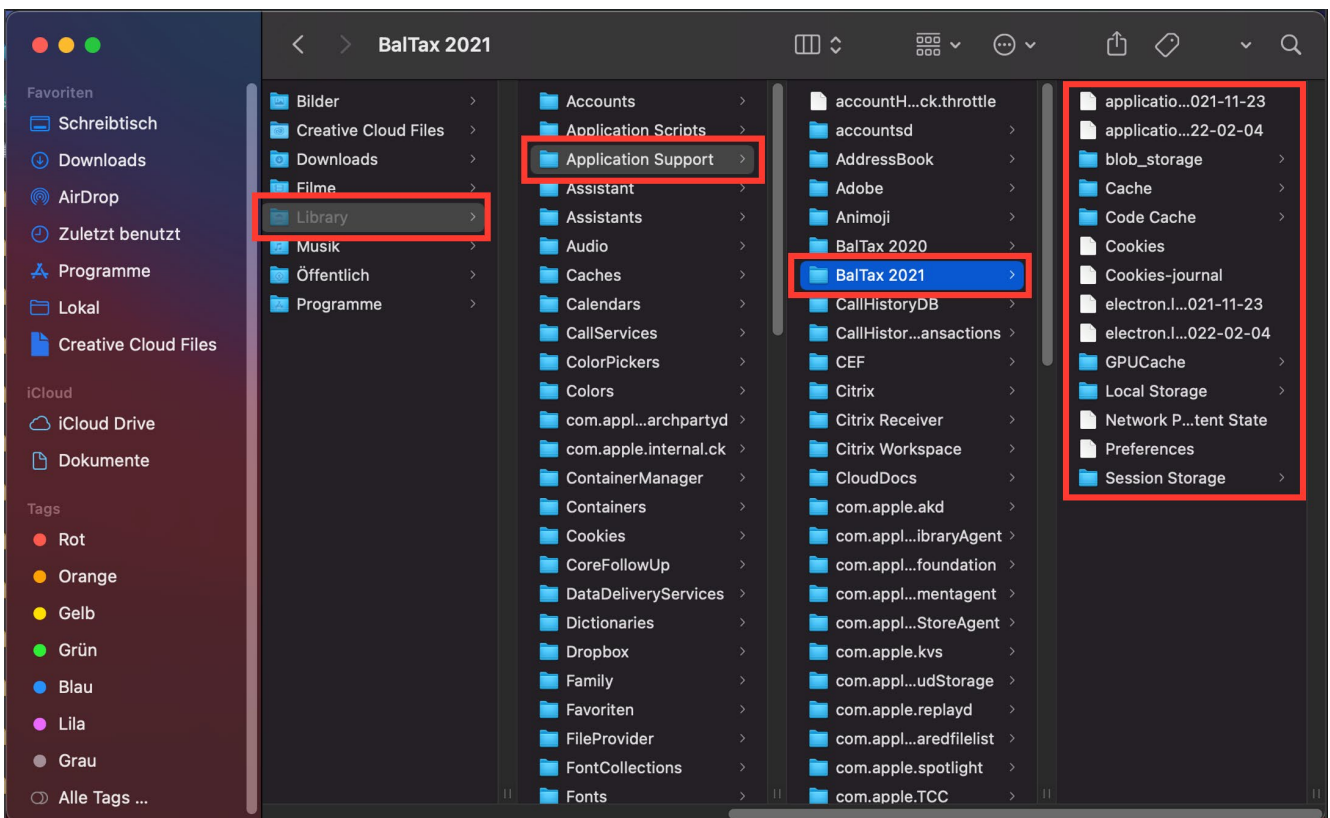 BalTax 2021
Favoriten
Schreibtisch
Downloads
AirDrop
Zuletzt benutzt
Programme
Lokal
Creative Cloud Files
iCloud
iCloud Drive
Dokumente
Tags
Rot
Orange
Gelb
Grün
Blau
Lila
Grau
Alle Tags ...
Bilder
Creative Cloud Files
Downloads
Filme
Library
Musik
Öffentlich
Programme
Accounts
Application Scripts
Application Support
Assistant
Assistants
Audio
Caches
Calendars
CallServices
ColorPickers
Colors
com.appl...archpartyd
com.apple.internal.ck
ContainerManager
Containers
Cookies
CoreFollowUp
DataDeliveryServices
Dictionaries
Dropbox
Family
Favoriten
FileProvider
FontCollections
Fonts
accountH...ck.throttle
accountsd
AddressBook
Adobe
Animoji
BalTax 2020
BalTax 2021
CallHistoryDB
CallHistor...ansactions
CEF
Citrix
Citrix Receiver
Citrix Workspace
CloudDocs
com.apple.akd
com.appl...ibraryAgent
com.appl...foundation
com.appl...mentagent
com.appl...StoreAgent
com.apple.kvs
com.appl...udStorage
com.apple.replayd
com.appl...aredfilelist
com.apple.spotlight
com.apple.TCC
applicatio...021-11-23
applicatio...22-02-04
blob_storage
Cache
Code Cache
Cookies
Cookies-journal
electron.l...021-11-23
electron.l...022-02-04
GPUCache
Local Storage
Network P...tent State
Preferences
Session Storage